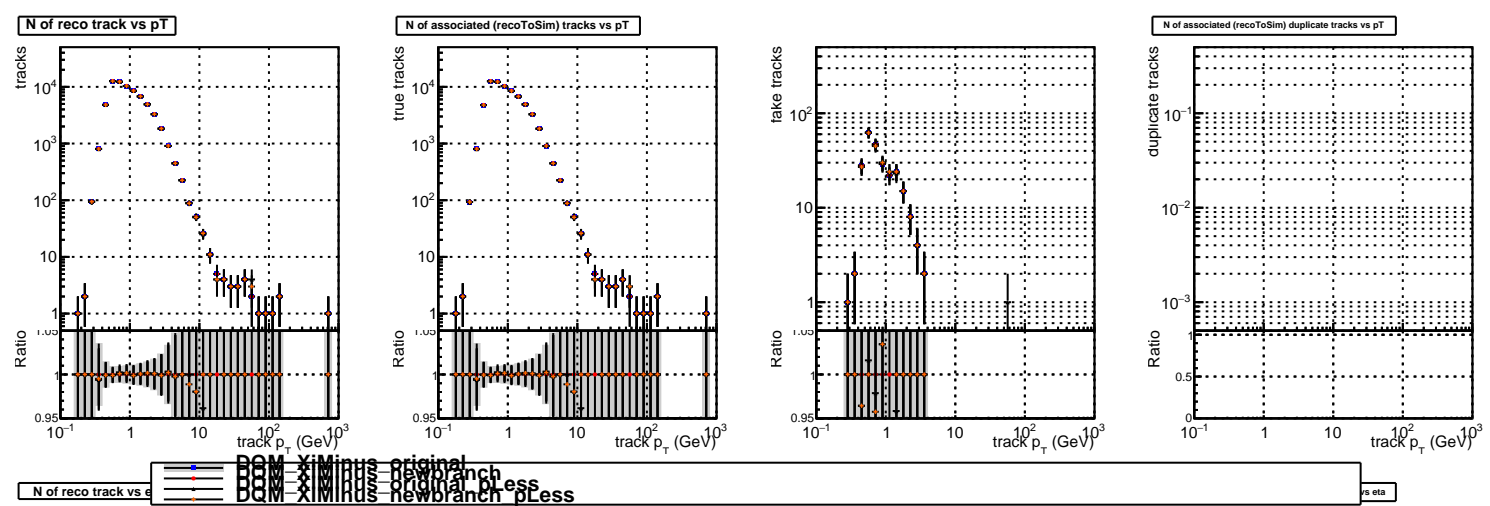 N of reco track vs pT
N of associated (recoToSim) tracks vs pT
N of associated (recoToSim) duplicate tracks vs pT
tracks
10^4
10^3
10^2
10
1
Ratio
1.05
1
0.95
10^−1 1 10 10^2 10^3
track p_T (GeV)
true tracks
10^4
10^3
10^2
10
1
Ratio
1.05
1
0.95
10^−1 1 10 10^2 10^3
track p_T (GeV)
fake tracks
10^2
10
1
Ratio
1.05
1
0.95
10^−1 1 10 10^2 10^3
track p_T (GeV)
duplicate tracks
10^−1
10^−2
10^−3
Ratio
1
0.5
0
10^−1 1 10 10^2 10^3
track p_T (GeV)
DQM_XiMinus_original
DQM_XiMinus_newbranch
DQM_XiMinus_original_pLess
DQM_XiMinus_newbranch_pLess
N of reco track vs e
vs eta